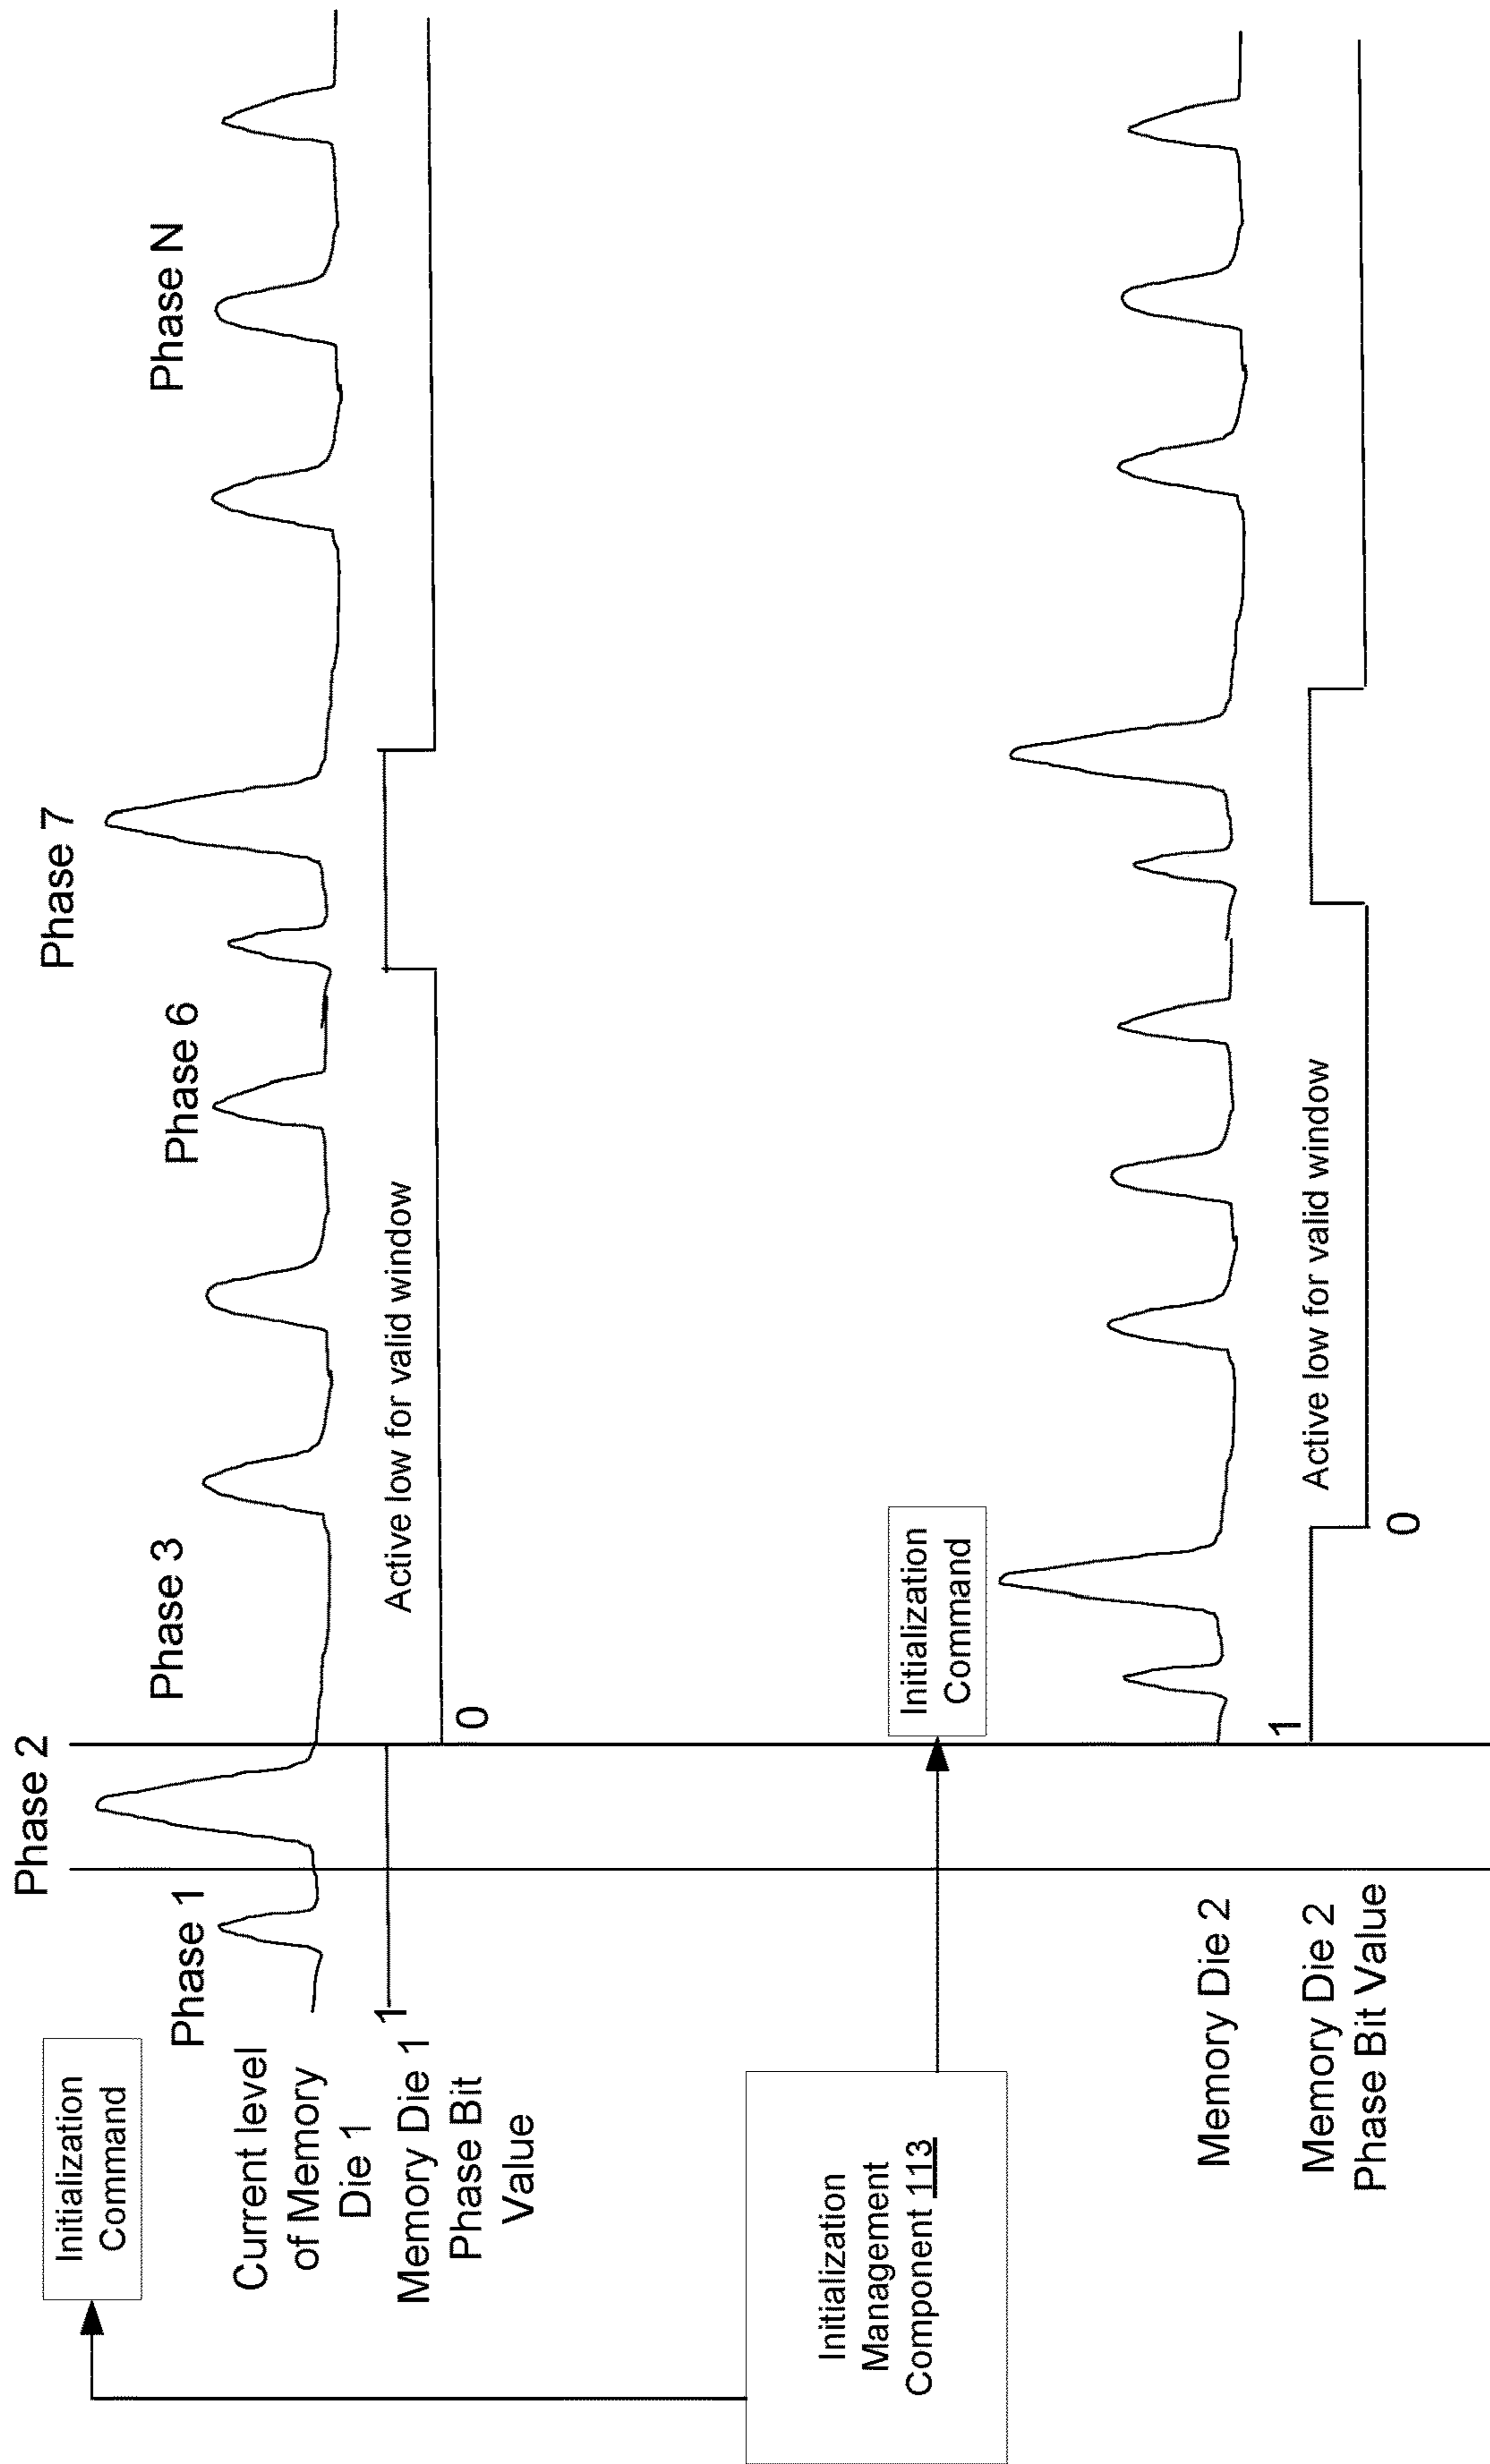 Initialization
Command
Phase 1
Phase 2
Phase 3
Phase 6
Phase 7
Phase N
Current level
of Memory
Die 1
1
Memory Die 1
Phase Bit
Value
0
Active low for valid window
Initialization
Management
Component 113
Initialization
Command
Memory Die 2
1
Memory Die 2
Phase Bit Value
0
Active low for valid window